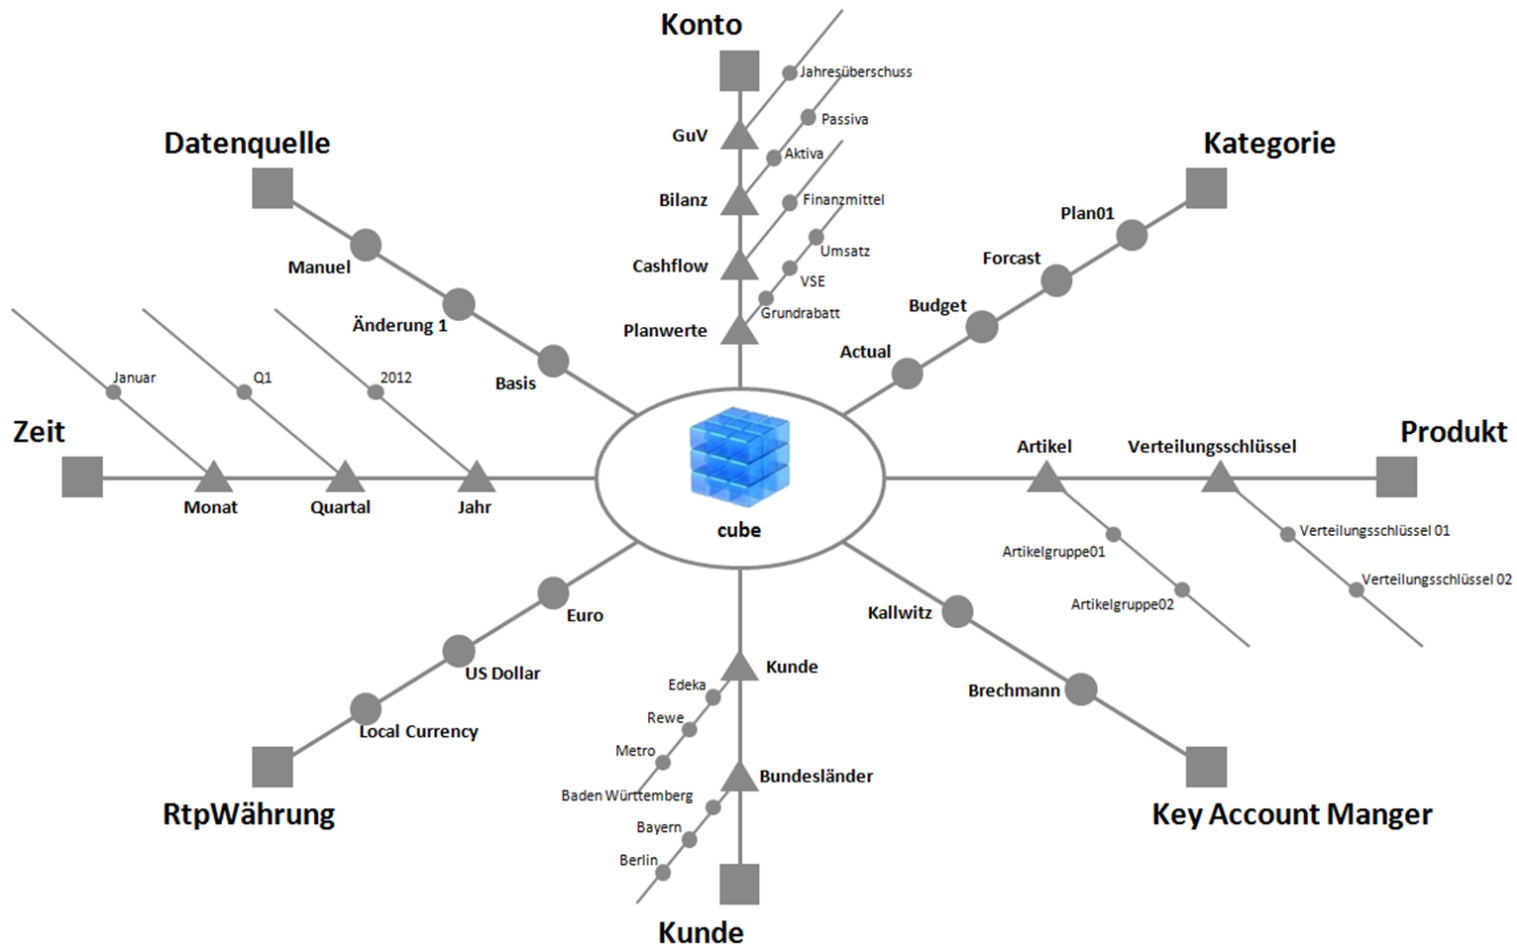 Konto
Jahresüberschuss
GuV
Passiva
Aktiva
Bilanz
Finanzmittel
Cashflow
Umsatz
VSE
Grundrabatt
Planwerte
Datenquelle
Manuel
Änderung 1
Basis
Kategorie
Plan01
Forcast
Budget
Actual
Zeit
Januar
Q1
2012
Monat
Quartal
Jahr
cube
Produkt
Artikel
Verteilungsschlüssel
Artikelgruppe01
Artikelgruppe02
Verteilungsschlüssel 01
Verteilungsschlüssel 02
Euro
US Dollar
Local Currency
RtpWährung
Kunde
Edeka
Rewe
Metro
Bundesländer
Baden Württemberg
Bayern
Berlin
Kunde
Kallwitz
Brechmann
Key Account Manger